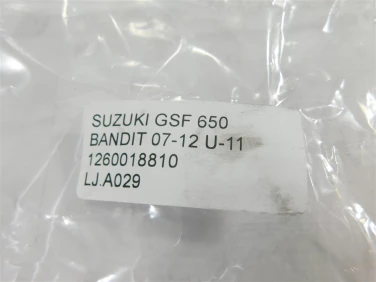 SUZUKI GSF 650
BANDIT 07-12 U-11
1260018810
LJ.A029